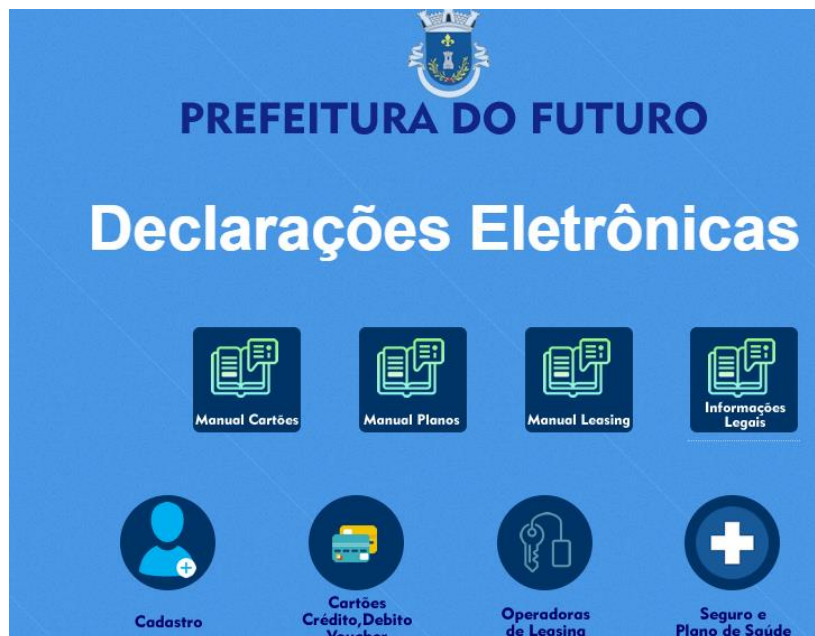 PREFEITURA DO FUTURO
Declarações Eletrônicas
Manual Cartões
Manual Planos
Manual Leasing
Informações
Legais
Cadastro
Cartões
Crédito,Debito
Voucher
Operadoras
de Leasing
Seguro e
Plano de Saúde